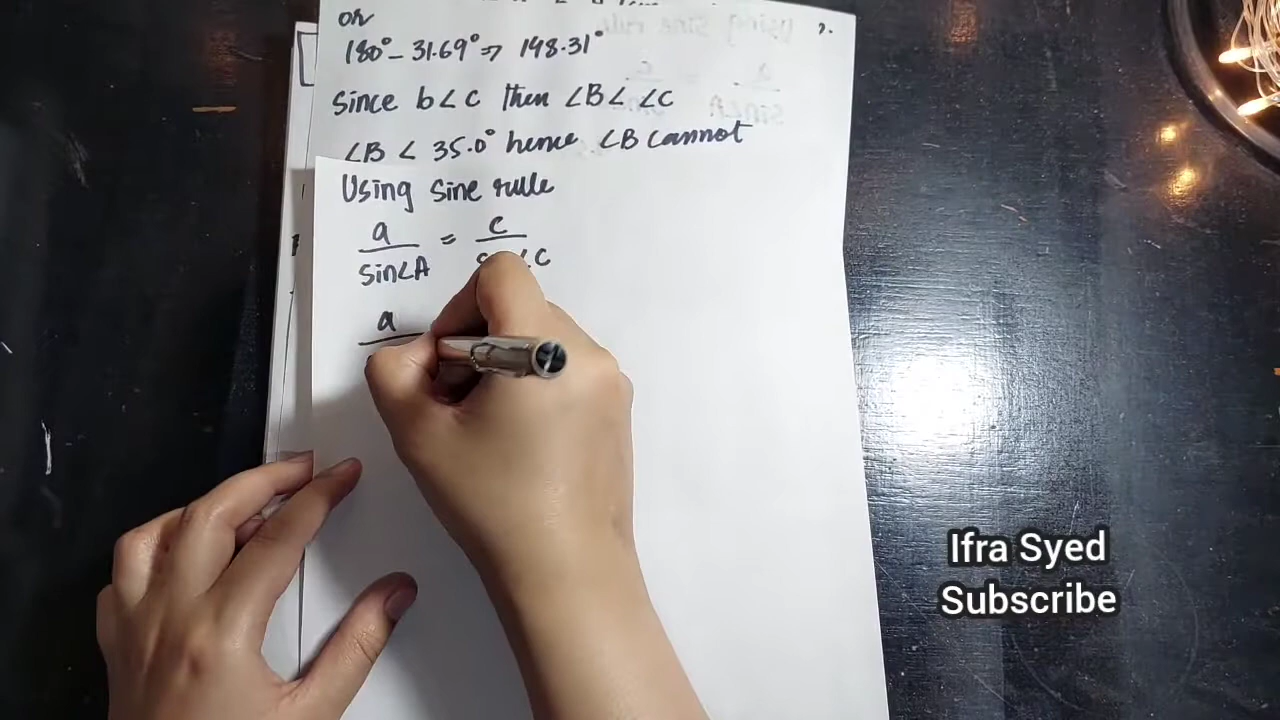 or
180° - 31.69° ⇒ 148.31°
Since b < c then ∠B < ∠C
∠B < 35.0° hence ∠B cannot
Using sine rule
a = c
sin∠A ∠C
a
Ifra Syed
Subscribe